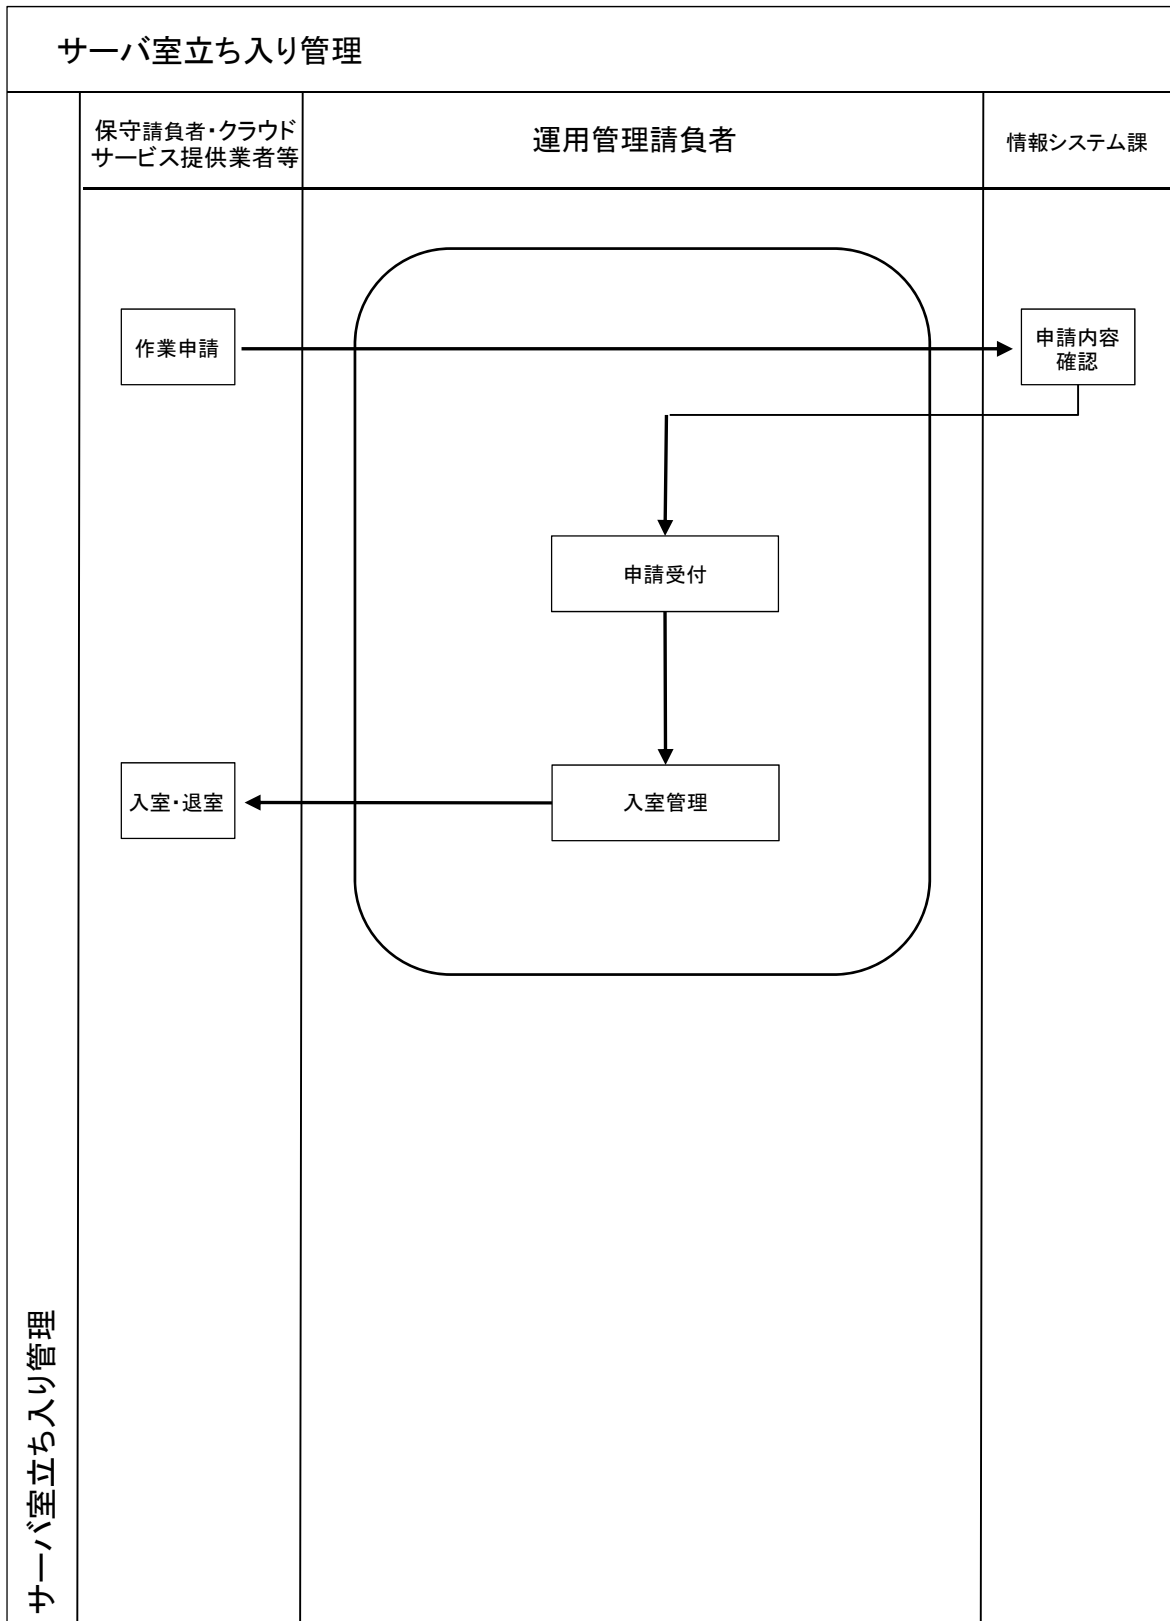 サーバ室立ち入り管理
保守請負者・クラウド
サービス提供業者等
運用管理請負者
情報システム課
作業申請
申請内容
確認
申請受付
入室・退室
入室管理
サーバ室立ち入り管理